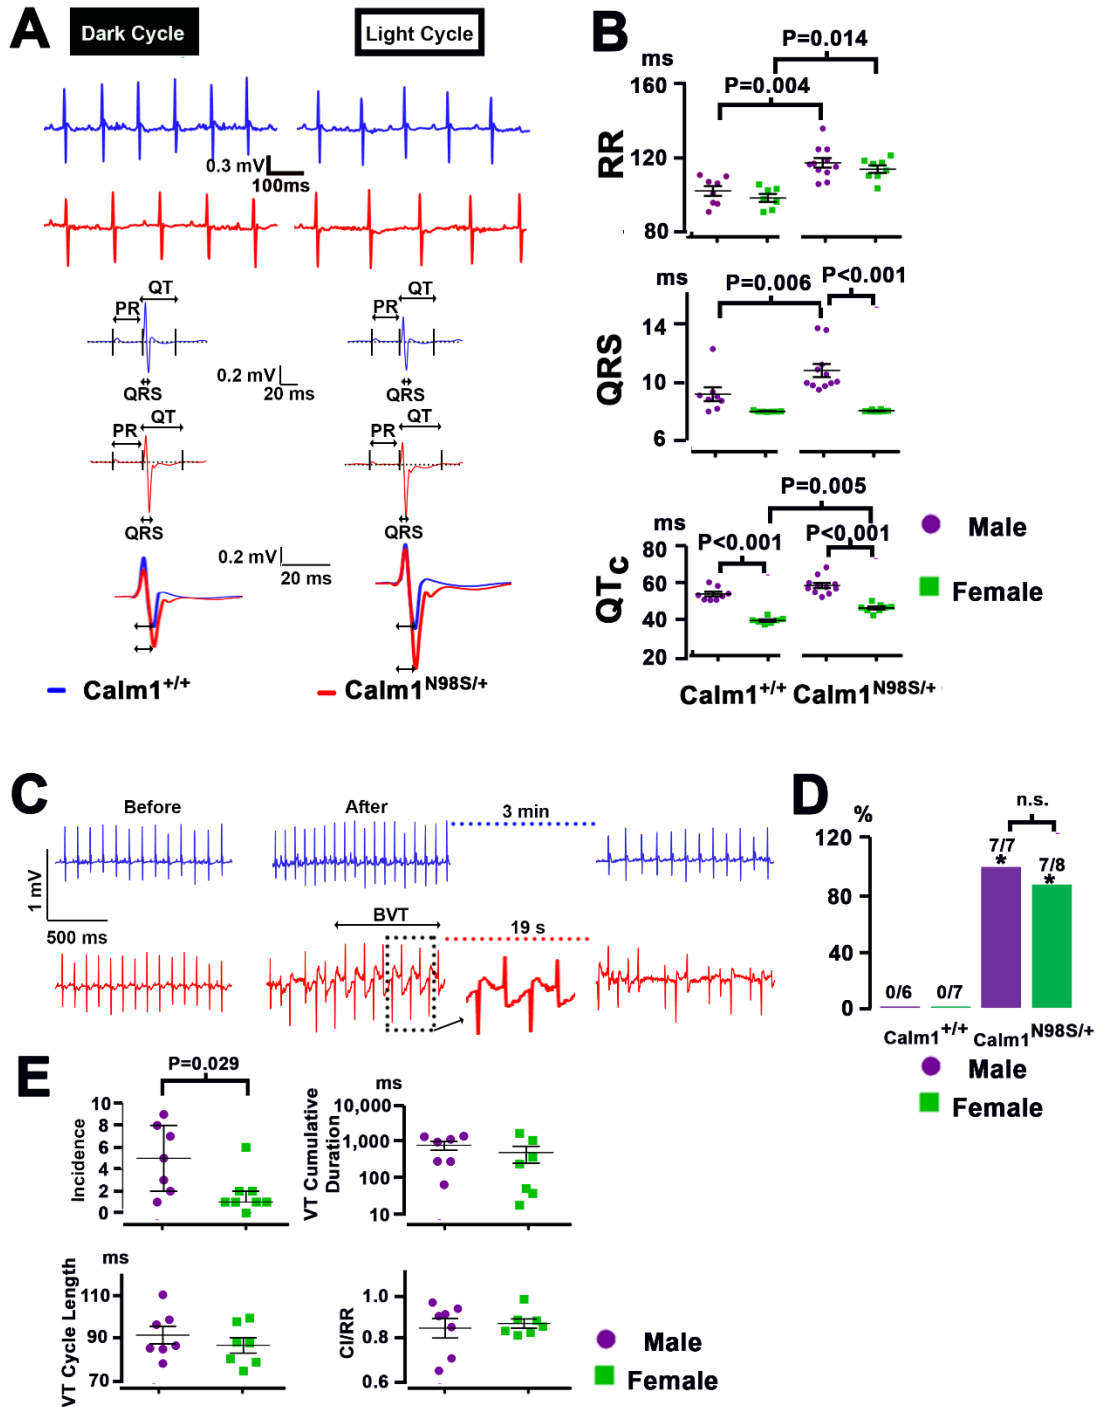 A
Dark Cycle
Light Cycle
0.3 mV
100ms
QT
PR
QRS
QT
PR
QRS
0.2 mV
20 ms
QT
PR
QRS
QT
PR
QRS
0.2 mV
20 ms
Calm1+/+
Calm1N98S/+
B
ms
P=0.014
P=0.004
160
120
80
RR
ms
P=0.006
P<0.001
14
10
6
QRS
P=0.005
ms
P<0.001
P<0.001
80
60
40
20
QTc
Male
Female
Calm1+/+
Calm1N98S/+
C
Before
After
3 min
1 mV
500 ms
BVT
19 s
D
%
n.s.
120
80
40
0
0/6
0/7
7/7
*
7/8
*
Calm1+/+
Calm1N98S/+
Male
Female
E
P=0.029
10
8
6
4
2
0
Incidence
ms
10,000
1,000
100
10
VT Cumulative
Duration
ms
110
90
70
VT Cycle Length
1.0
0.8
0.6
CI/RR
Male
Female